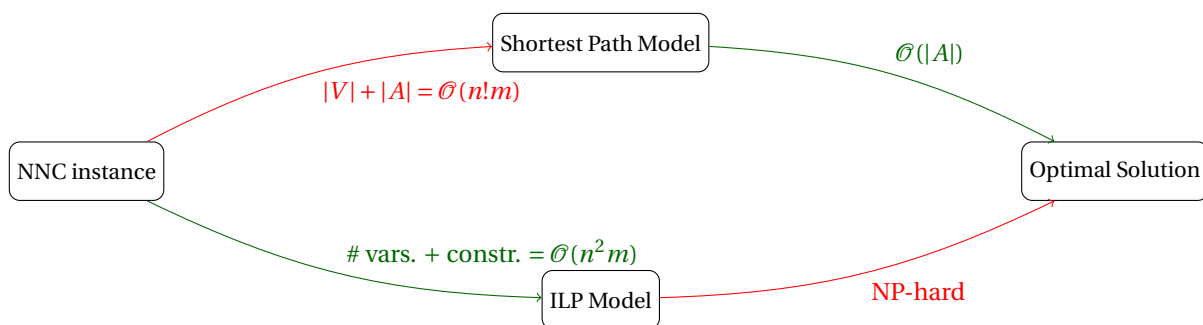 Shortest Path Model
𝒪(|A|)
|V| + |A| = 𝒪(n!m)
NNC instance
Optimal Solution
# vars. + constr. = 𝒪(n²m)
ILP Model
NP-hard